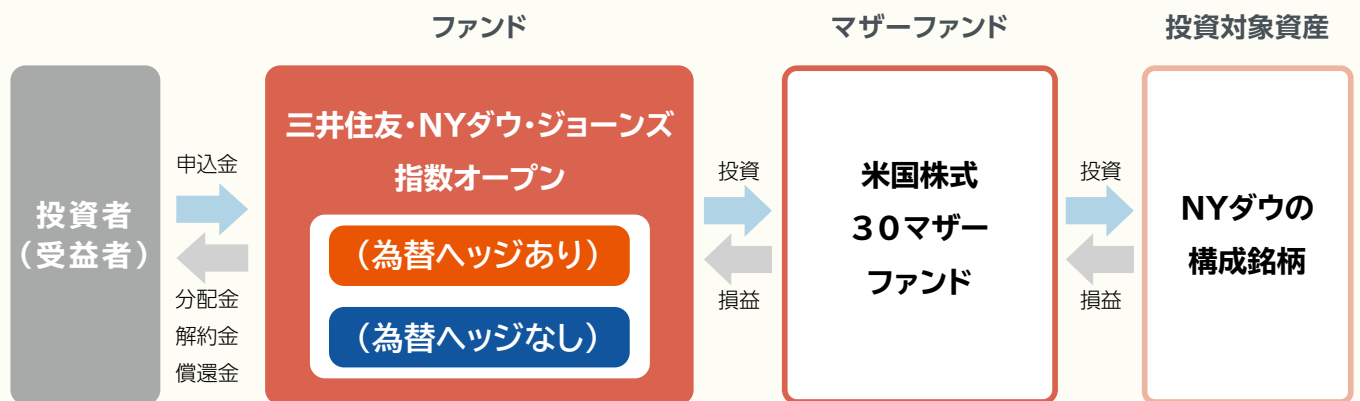 ファンド
マザーファンド
投資対象資産
投資者
（受益者）
申込金
分配金
解約金
償還金
三井住友・NYダウ・ジョーンズ
指数オープン
（為替ヘッジあり）
（為替ヘッジなし）
投資
損益
米国株式
30マザー
ファンド
投資
損益
NYダウの
構成銘柄